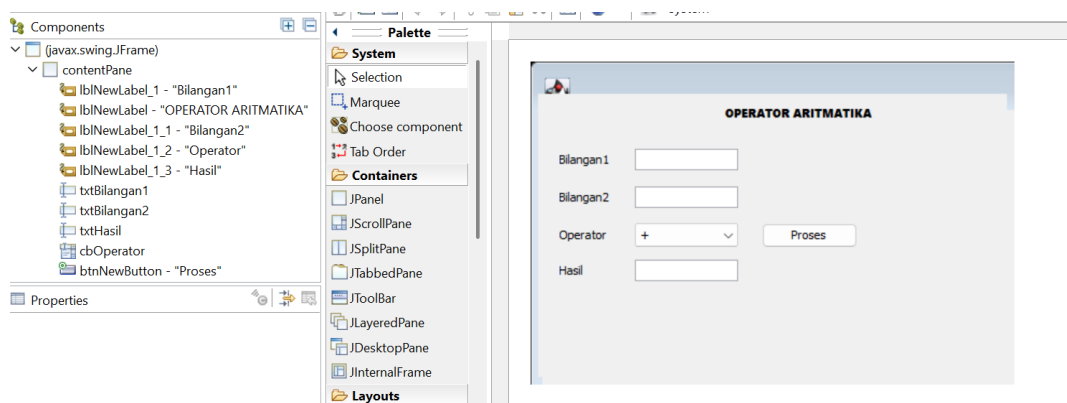 Components
(javax.swing.JFrame)
contentPane
lblNewLabel_1 - "Bilangan1"
lblNewLabel - "OPERATOR ARITMATIKA"
lblNewLabel_1_1 - "Bilangan2"
lblNewLabel_1_2 - "Operator"
lblNewLabel_1_3 - "Hasil"
txtBilangan1
txtBilangan2
txtHasil
cbOperator
btnNewButton - "Proses"
Properties
Palette
System
Selection
Marquee
Choose component
Tab Order
Containers
JPanel
JScrollPane
JSplitPane
JTabbedPane
JToolBar
JLayeredPane
JDesktopPane
JInternalFrame
Layouts
OPERATOR ARITMATIKA
Bilangan1
Bilangan2
Operator + Proses
Hasil